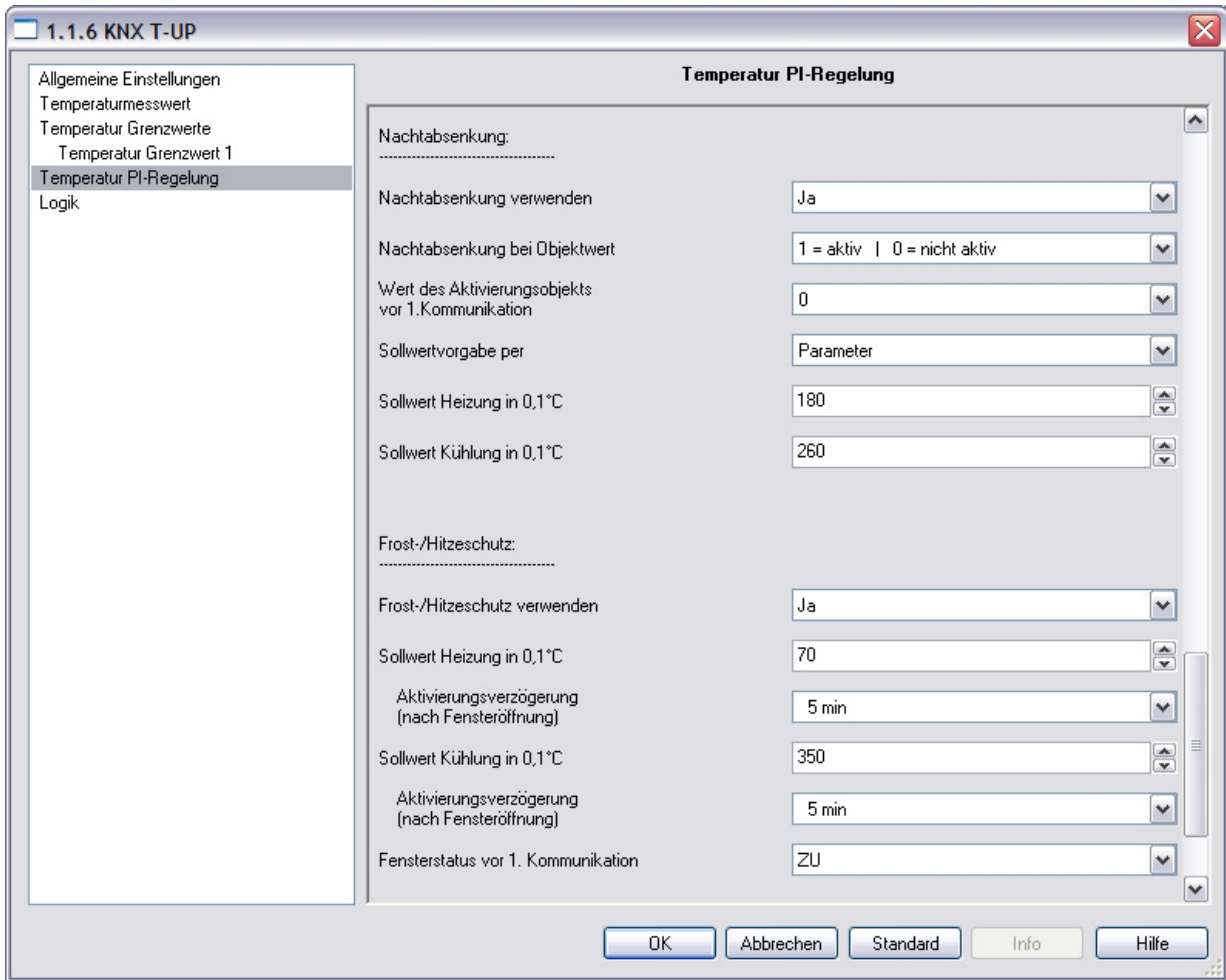 1.1.6 KNX T-UP
Allgemeine Einstellungen
Temperaturmesswert
Temperatur Grenzwerte
Temperatur Grenzwert 1
Temperatur PI-Regelung
Logik
Temperatur PI-Regelung
Nachtabsenkung:
--------------------------------------
Nachtabsenkung verwenden
Ja
Nachtabsenkung bei Objektwert
1 = aktiv | 0 = nicht aktiv
Wert des Aktivierungsobjekts
vor 1.Kommunikation
0
Sollwertvorgabe per
Parameter
Sollwert Heizung in 0,1°C
180
Sollwert Kühlung in 0,1°C
260
Frost-/Hitzeschutz:
--------------------------------------
Frost-/Hitzeschutz verwenden
Ja
Sollwert Heizung in 0,1°C
70
Aktivierungsverzögerung
(nach Fensteröffnung)
5 min
Sollwert Kühlung in 0,1°C
350
Aktivierungsverzögerung
(nach Fensteröffnung)
5 min
Fensterstatus vor 1. Kommunikation
ZU
OK
Abbrechen
Standard
Info
Hilfe